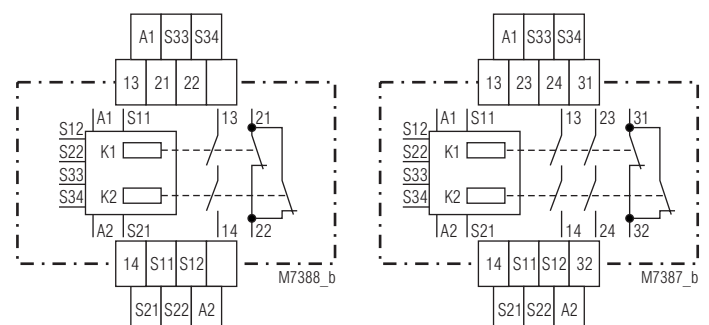 A1 S33 S34
13 21 22
A1 S11
13 21
S12
S22
S33
S34
K1
K2
A2 S21
14 22
14 S11 S12
M7388_b
S21 S22 A2
A1 S33 S34
13 23 24 31
A1 S11
13 23 31
S12
S22
S33
S34
K1
K2
A2 S21
14 24 32
14 S11 S12 32
M7387_b
S21 S22 A2